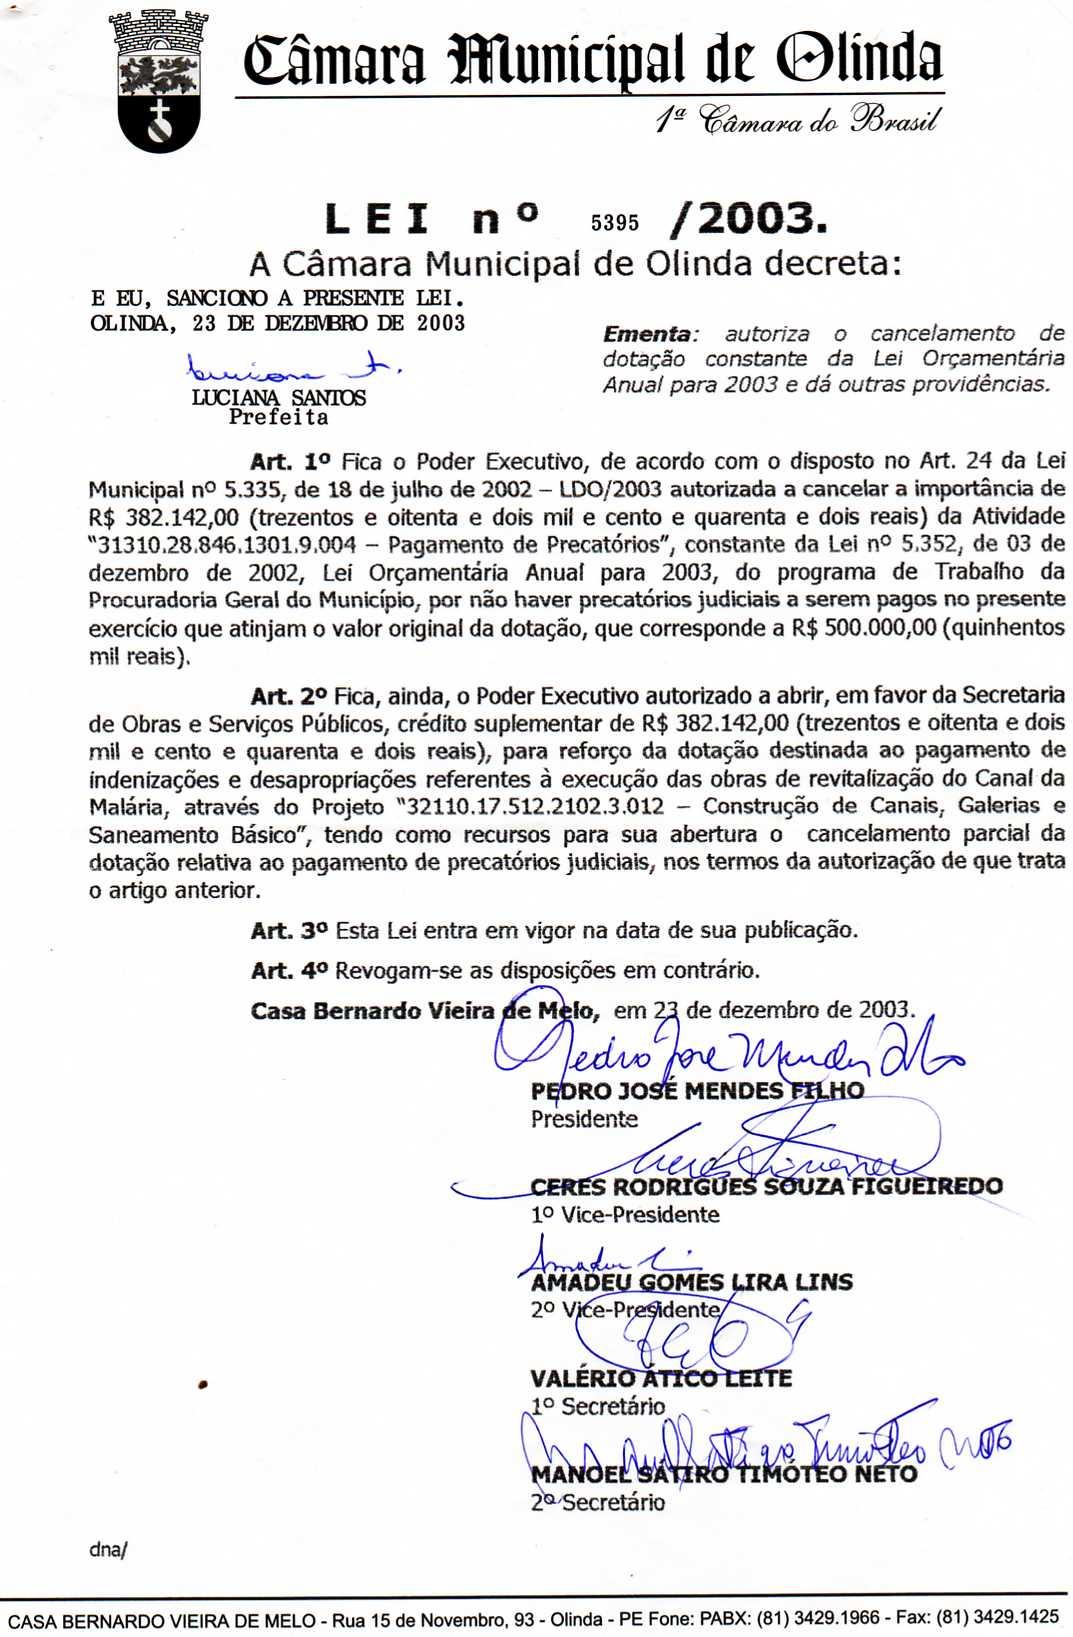 Câmara Municipal de Olinda
1ª Câmara do Brasil
LEI nº 5395 /2003.
A Câmara Municipal de Olinda decreta:
E EU, SANCIONO A PRESENTE LEI.
OLINDA, 23 DE DEZEMBRO DE 2003
Luciana S.
LUCIANA SANTOS
Prefeita
Ementa: autoriza o cancelamento de
dotação constante da Lei Orçamentária
Anual para 2003 e dá outras providências.
Art. 1º Fica o Poder Executivo, de acordo com o disposto no Art. 24 da Lei
Municipal nº 5.335, de 18 de julho de 2002 – LDO/2003 autorizada a cancelar a importância de
R$ 382.142,00 (trezentos e oitenta e dois mil e cento e quarenta e dois reais) da Atividade
"31310.28.846.1301.9.004 – Pagamento de Precatórios", constante da Lei nº 5.352, de 03 de
dezembro de 2002, Lei Orçamentária Anual para 2003, do programa de Trabalho da
Procuradoria Geral do Município, por não haver precatórios judiciais a serem pagos no presente
exercício que atinjam o valor original da dotação, que corresponde a R$ 500.000,00 (quinhentos
mil reais).
Art. 2º Fica, ainda, o Poder Executivo autorizado a abrir, em favor da Secretaria
de Obras e Serviços Públicos, crédito suplementar de R$ 382.142,00 (trezentos e oitenta e dois
mil e cento e quarenta e dois reais), para reforço da dotação destinada ao pagamento de
indenizações e desapropriações referentes à execução das obras de revitalização do Canal da
Malária, através do Projeto "32110.17.512.2102.3.012 – Construção de Canais, Galerias e
Saneamento Básico", tendo como recursos para sua abertura o cancelamento parcial da
dotação relativa ao pagamento de precatórios judiciais, nos termos da autorização de que trata
o artigo anterior.
Art. 3º Esta Lei entra em vigor na data de sua publicação.
Art. 4º Revogam-se as disposições em contrário.
Casa Bernardo Vieira de Melo, em 23 de dezembro de 2003.
Pedro José Mendes Filho
PEDRO JOSÉ MENDES FILHO
Presidente
Ceres Figueiredo
CERES RODRIGUES SOUZA FIGUEIREDO
1º Vice-Presidente
Amadeu Lins
AMADEU GOMES LIRA LINS
2º Vice-Presidente
VALÉRIO ÁTICO LEITE
1º Secretário
Manoel Sátiro Timóteo Neto
MANOEL SÁTIRO TIMÓTEO NETO
2º Secretário
dna/
CASA BERNARDO VIEIRA DE MELO - Rua 15 de Novembro, 93 - Olinda - PE Fone: PABX: (81) 3429.1966 - Fax: (81) 3429.1425